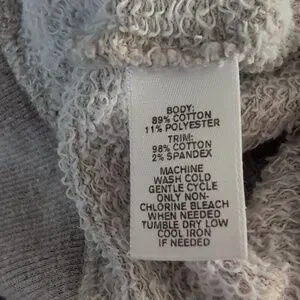 BODY:
89% COTTON
11% POLYESTER
TRIM:
98% COTTON
2% SPANDEX
MACHINE
WASH COLD
GENTLE CYCLE
ONLY NON-
CHLORINE BLEACH
WHEN NEEDED
TUMBLE DRY LOW
COOL IRON
IF NEEDED